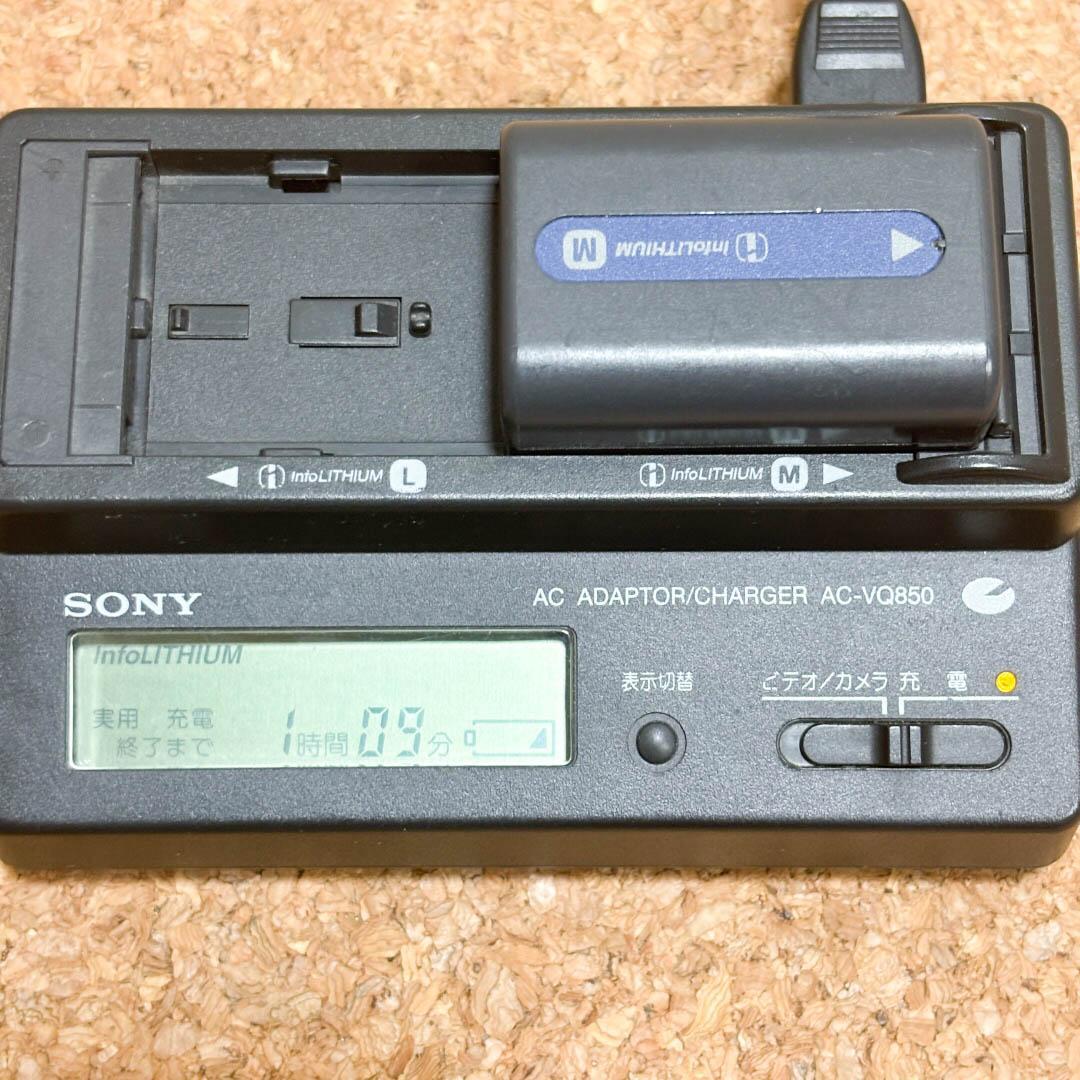 InfoLITHIUM M
InfoLITHIUM L
InfoLITHIUM M
SONY
AC ADAPTOR/CHARGER AC-VQ850
InfoLITHIUM
実用 充電
終了まで 1時間09分
表示切替
ビデオ/カメラ 充 電